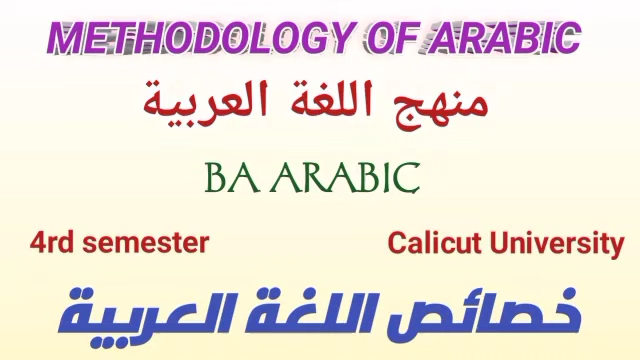 METHODOLOGY OF ARABIC
منهج اللغة العربية
BA ARABIC
4rd semester
Calicut University
خصائص اللغة العربية